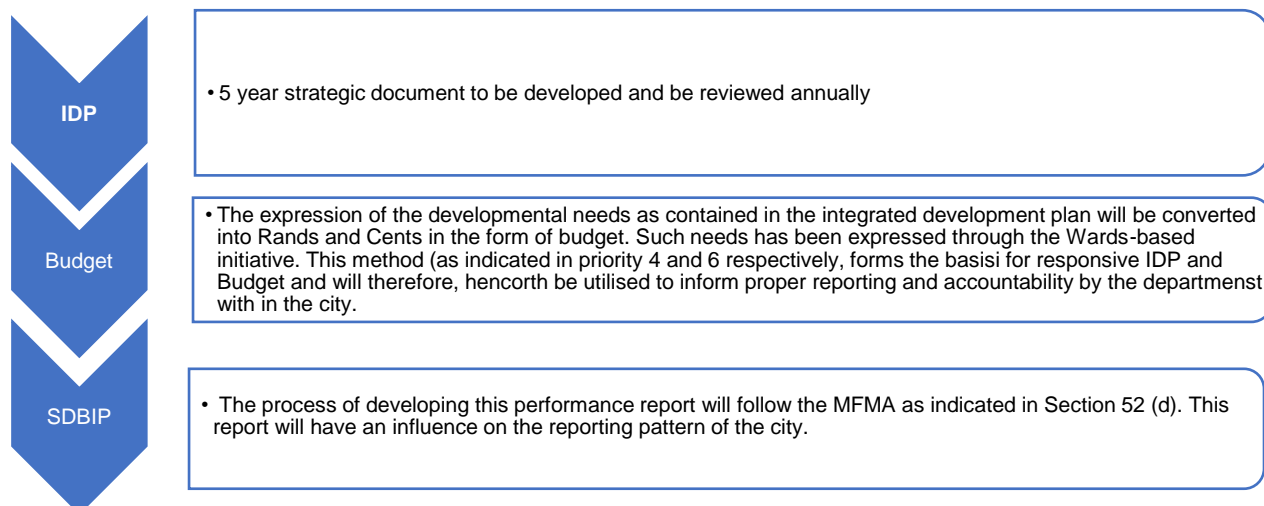 IDP
• 5 year strategic document to be developed and be reviewed annually
Budget
• The expression of the developmental needs as contained in the integrated development plan will be converted
into Rands and Cents in the form of budget. Such needs has been expressed through the Wards-based
initiative. This method (as indicated in priority 4 and 6 respectively, forms the basisi for responsive IDP and
Budget and will therefore, hencorth be utilised to inform proper reporting and accountability by the departmenst
with in the city.
SDBIP
• The process of developing this performance report will follow the MFMA as indicated in Section 52 (d). This
report will have an influence on the reporting pattern of the city.